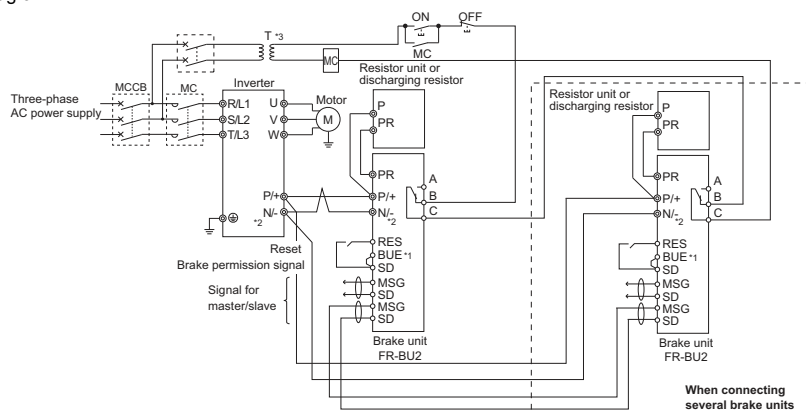 ON OFF
T *3
MC
MC
Resistor unit or
discharging resistor
P
PR
Resistor unit or
discharging resistor
P
PR
MCCB MC
Inverter
Three-phase
AC power supply
R/L1
S/L2
T/L3
U
V
W
Motor
M
PR
P/+
N/-
*2
A
B
C
PR
P/+
N/-
*2
A
B
C
P/+
N/-
*2
Reset
Brake permission signal
Signal for
master/slave
RES
BUE *1
SD
MSG
SD
MSG
SD
Brake unit
FR-BU2
RES
BUE *1
SD
MSG
SD
MSG
SD
Brake unit
FR-BU2
When connecting
several brake units